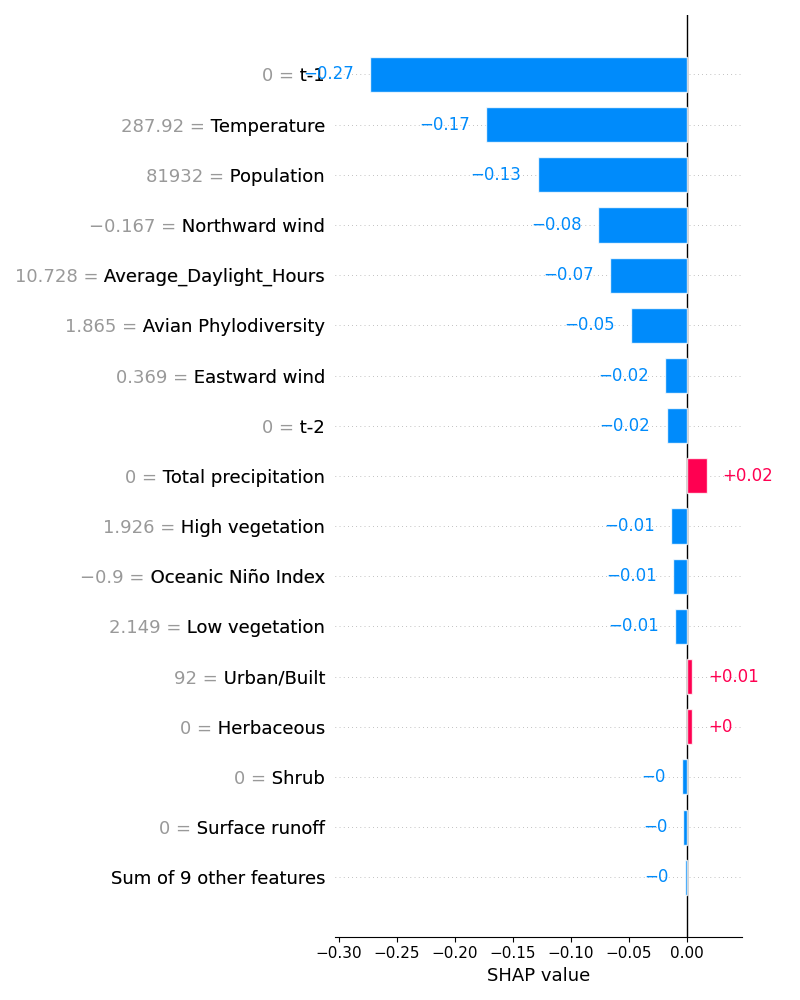 0 = t-1 −0.27
287.92 = Temperature −0.17
81932 = Population −0.13
−0.167 = Northward wind −0.08
10.728 = Average_Daylight_Hours −0.07
1.865 = Avian Phylodiversity −0.05
0.369 = Eastward wind −0.02
0 = t-2 −0.02
0 = Total precipitation +0.02
1.926 = High vegetation −0.01
−0.9 = Oceanic Niño Index −0.01
2.149 = Low vegetation −0.01
92 = Urban/Built +0.01
0 = Herbaceous +0
0 = Shrub −0
0 = Surface runoff −0
Sum of 9 other features −0
−0.30 −0.25 −0.20 −0.15 −0.10 −0.05 0.00
SHAP value